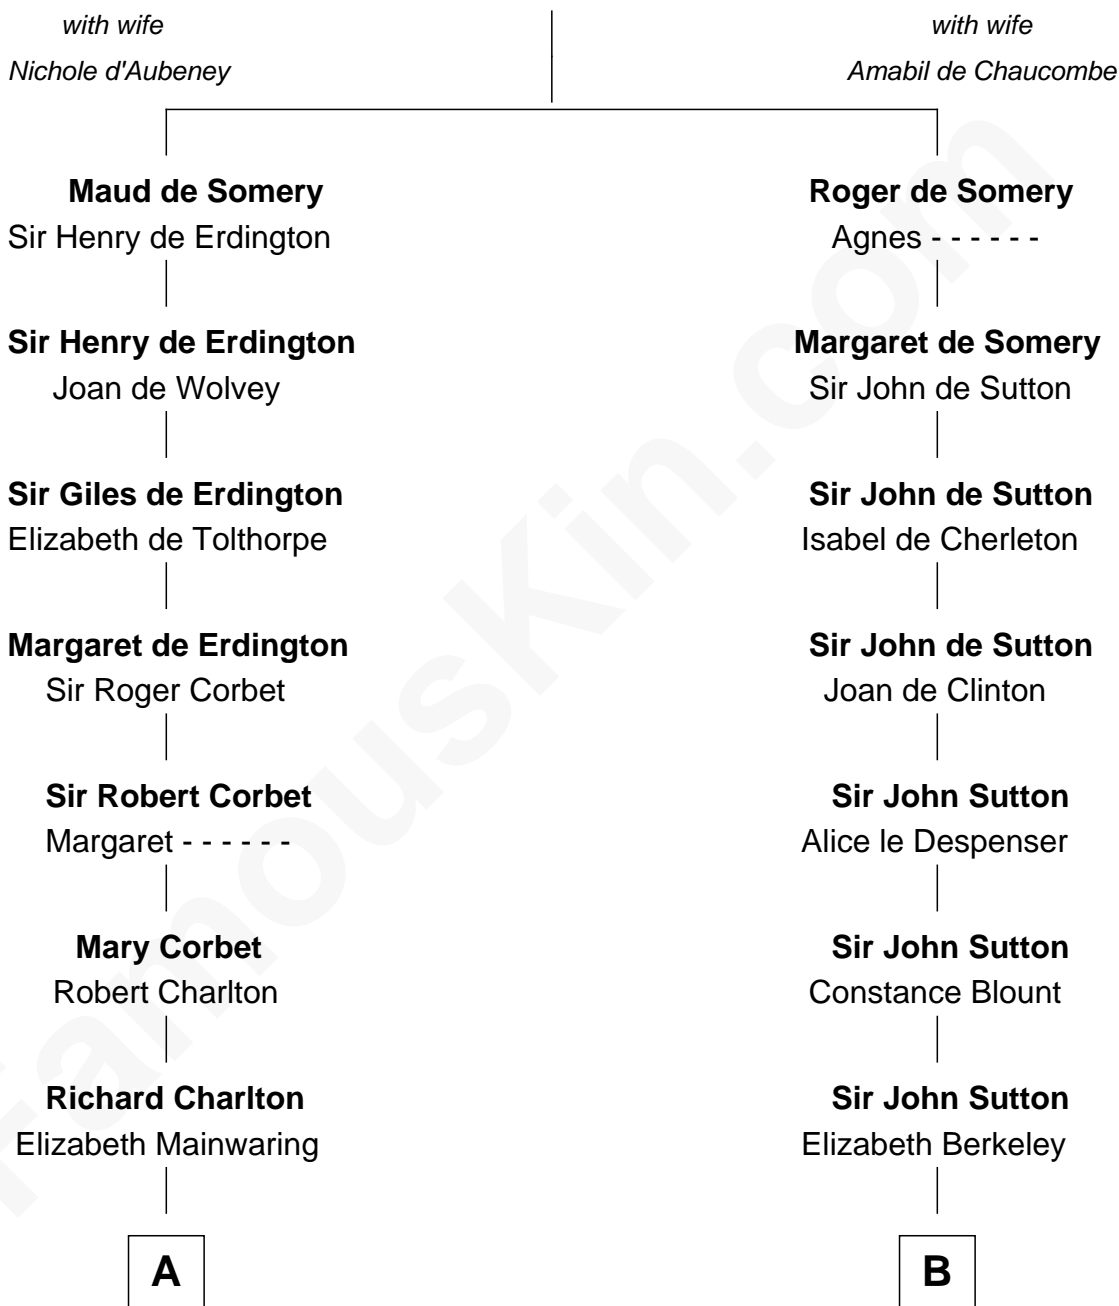 with wife
Nichole d'Aubeney
with wife
Amabil de Chaucombe
Maud de Somery
Sir Henry de Erdington
Roger de Somery
Agnes - - - - - -
Sir Henry de Erdington
Joan de Wolvey
Margaret de Somery
Sir John de Sutton
Sir Giles de Erdington
Elizabeth de Tolthorpe
Sir John de Sutton
Isabel de Cherleton
Margaret de Erdington
Sir Roger Corbet
Sir John de Sutton
Joan de Clinton
Sir Robert Corbet
Margaret - - - - - -
Sir John Sutton
Alice le Despenser
Mary Corbet
Robert Charlton
Sir John Sutton
Constance Blount
Richard Charlton
Elizabeth Mainwaring
Sir John Sutton
Elizabeth Berkeley
A
B
FamousKin.com